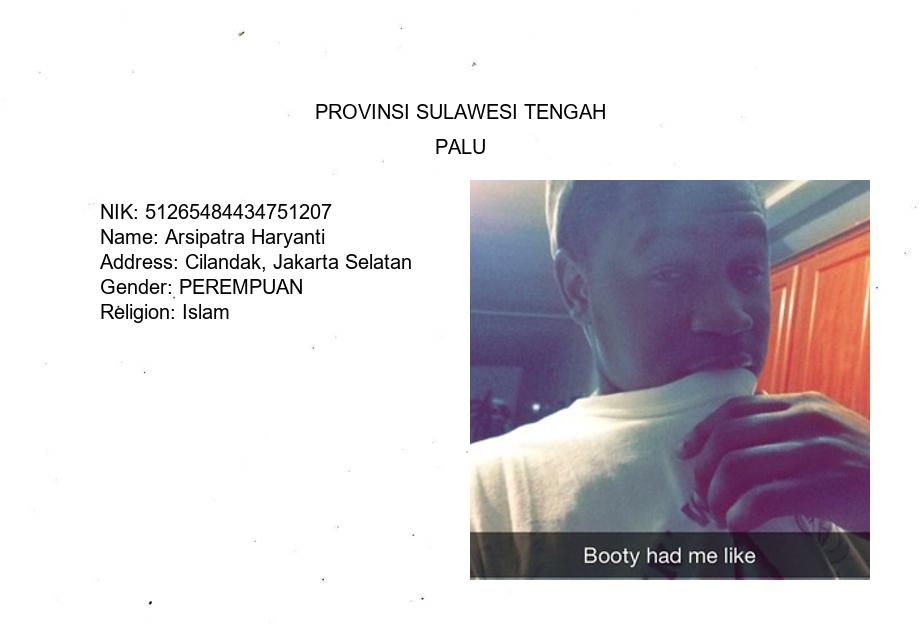 PROVINSI SULAWESI TENGAH
PALU
NIK: 51265484434751207
Name: Arsipatra Haryanti
Address: Cilandak, Jakarta Selatan
Gender: PEREMPUAN
Religion: Islam
Booty had me like